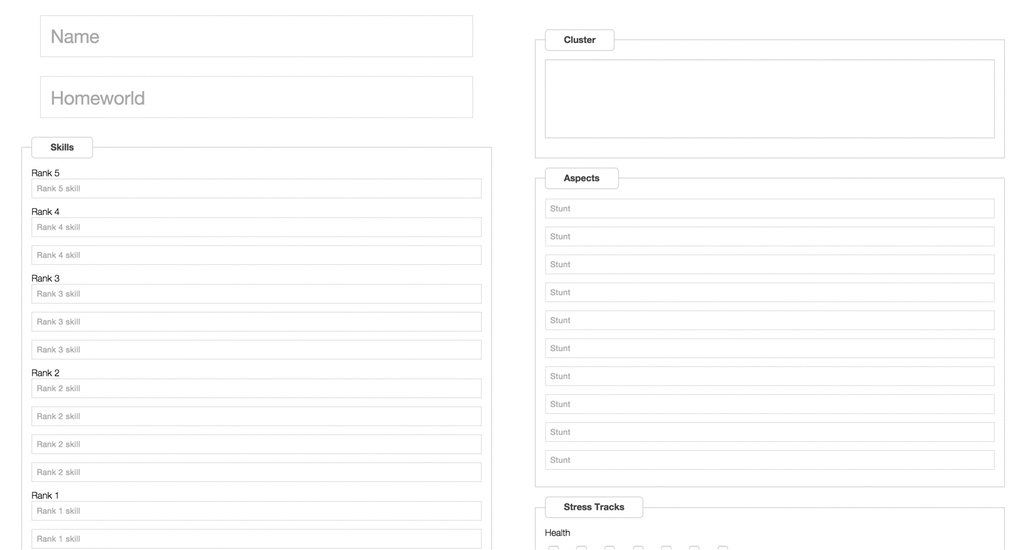 Name
Homeworld
Skills
Rank 5
Rank 5 skill
Rank 4
Rank 4 skill
Rank 4 skill
Rank 3
Rank 3 skill
Rank 3 skill
Rank 3 skill
Rank 2
Rank 2 skill
Rank 2 skill
Rank 2 skill
Rank 2 skill
Rank 1
Rank 1 skill
Rank 1 skill
Cluster
Aspects
Stunt
Stunt
Stunt
Stunt
Stunt
Stunt
Stunt
Stunt
Stunt
Stunt
Stress Tracks
Health